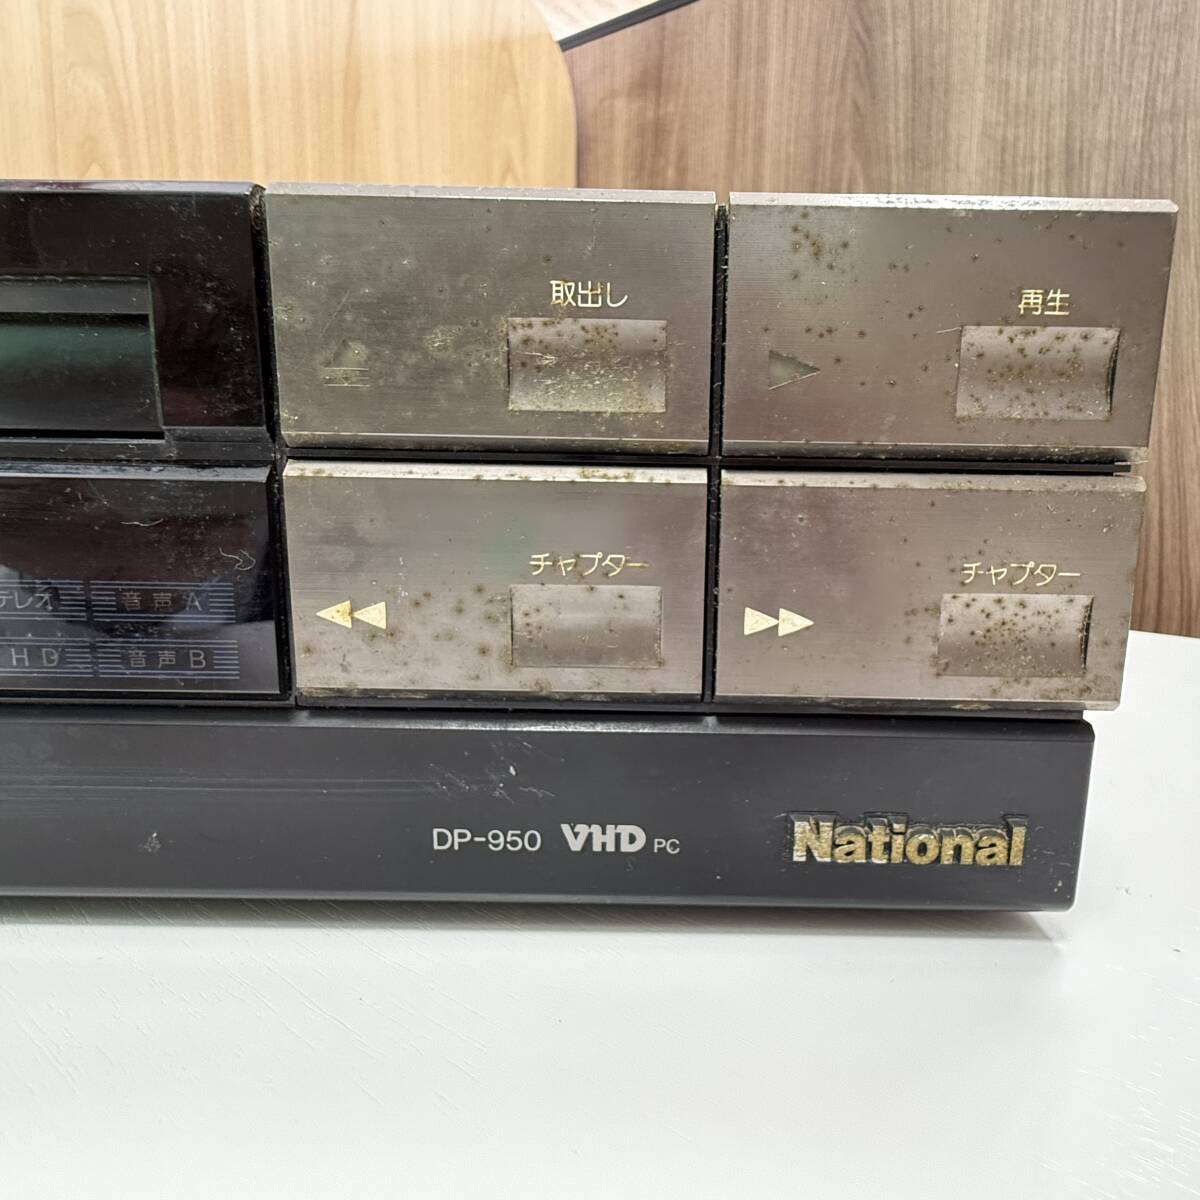 取出し
再生
チャプター
チャプター
テレオ 音声A
HD 音声B
DP-950 VHD PC
National